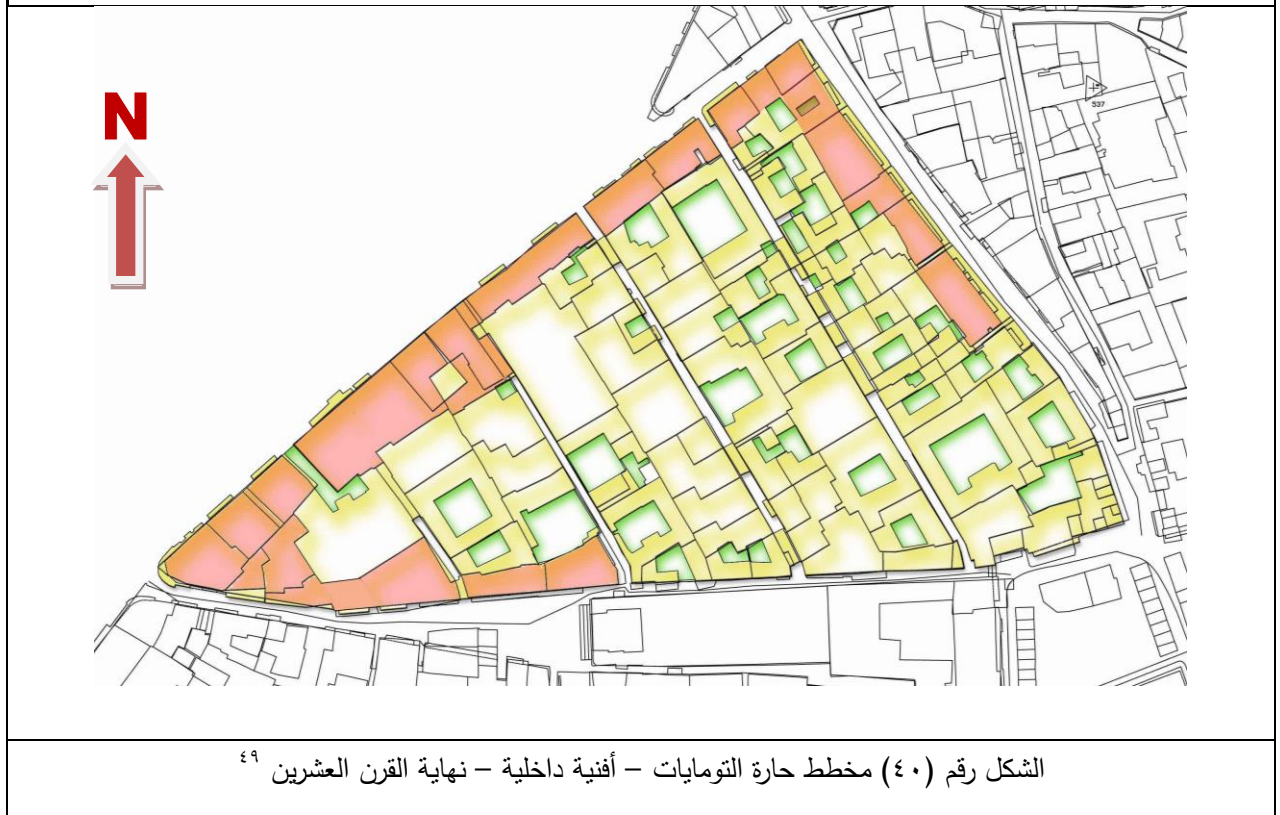 N
537
الشكل رقم (٤٠) مخطط حارة التومايات – أفنية داخلية – نهاية القرن العشرين ٤٩